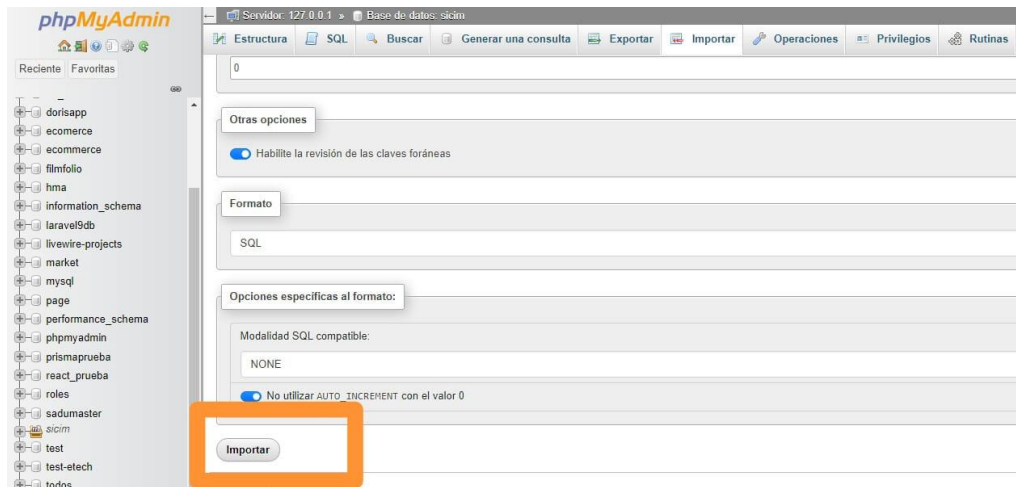 phpMyAdmin
Reciente Favoritas
dorisapp
ecomerce
ecommerce
filmfolio
hma
information_schema
laravel9db
livewire-projects
market
mysql
page
performance_schema
phpmyadmin
prismaprueba
react_prueba
roles
sadumaster
sicim
test
test-etech
todos
Servidor: 127.0.0.1 » Base de datos: sicim
Estructura SQL Buscar Generar una consulta Exportar Importar Operaciones Privilegios Rutinas
0
Otras opciones
Habilite la revisión de las claves foráneas
Formato
SQL
Opciones específicas al formato:
Modalidad SQL compatible:
NONE
No utilizar AUTO_INCREMENT con el valor 0
Importar